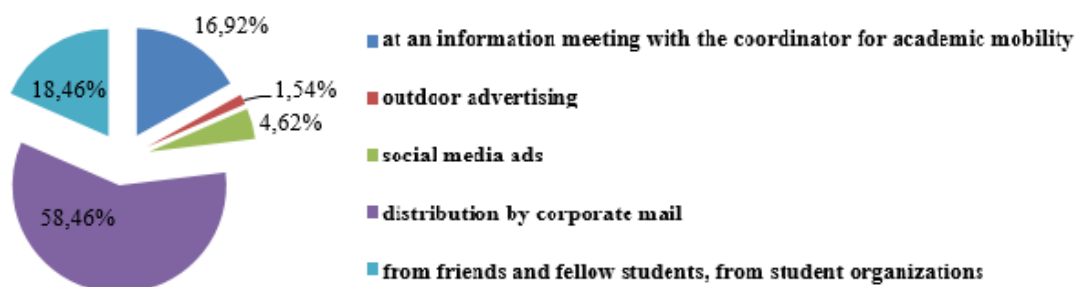 16,92%
at an information meeting with the coordinator for academic mobility
18,46%
1,54%
outdoor advertising
4,62%
social media ads
58,46%
distribution by corporate mail
from friends and fellow students, from student organizations